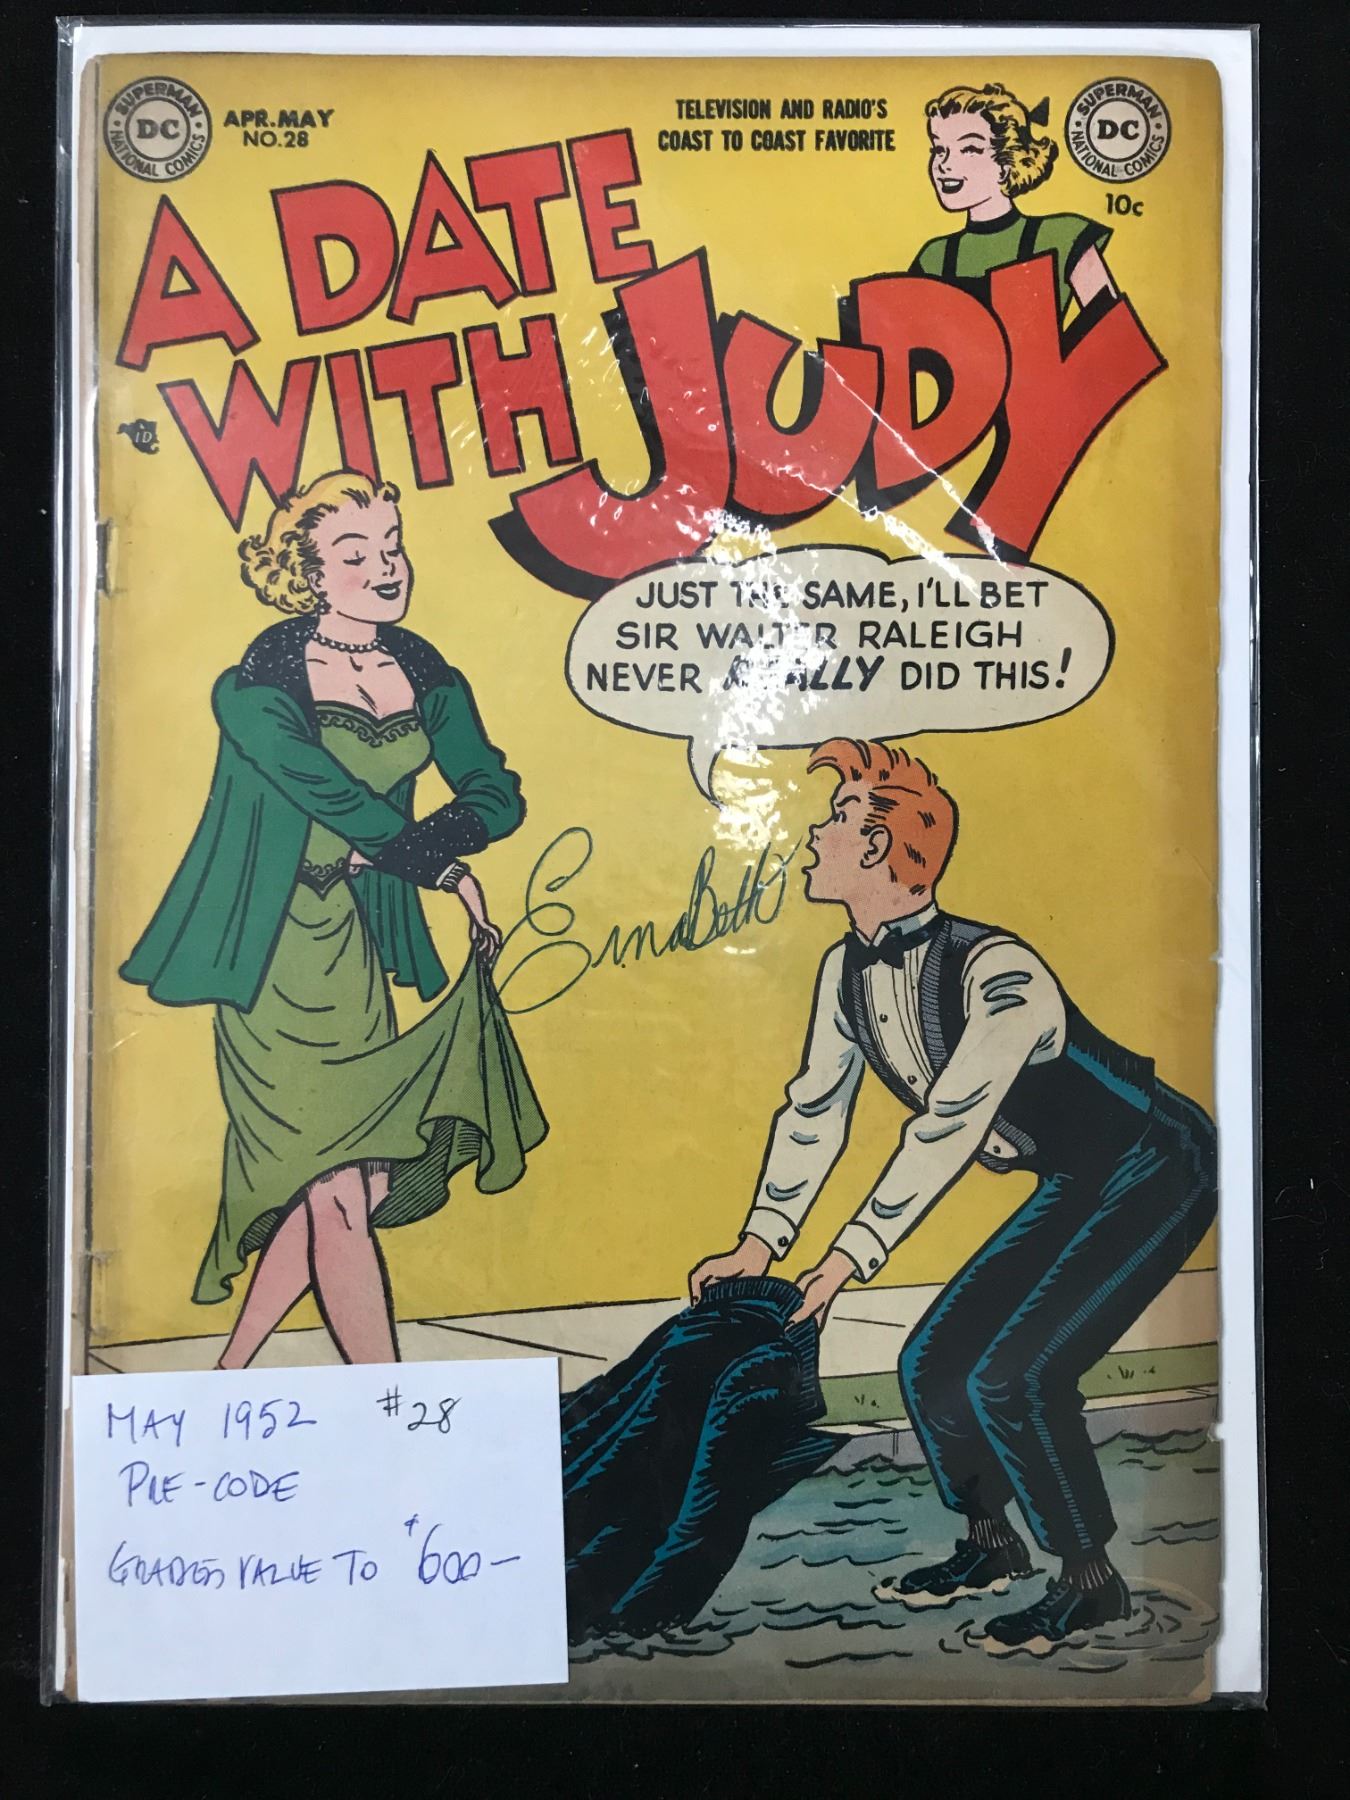 SUPERMAN
DC
NATIONAL COMICS
APR.MAY
NO.28
TELEVISION AND RADIO'S
COAST TO COAST FAVORITE
SUPERMAN
DC
NATIONAL COMICS
10c
A DATE
WITH JUDY
ID
JUST THE SAME, I'LL BET
SIR WALTER RALEIGH
NEVER REALLY DID THIS!
MAY 1952 #28
PRE-CODE
GRADED VALUE TO $600-